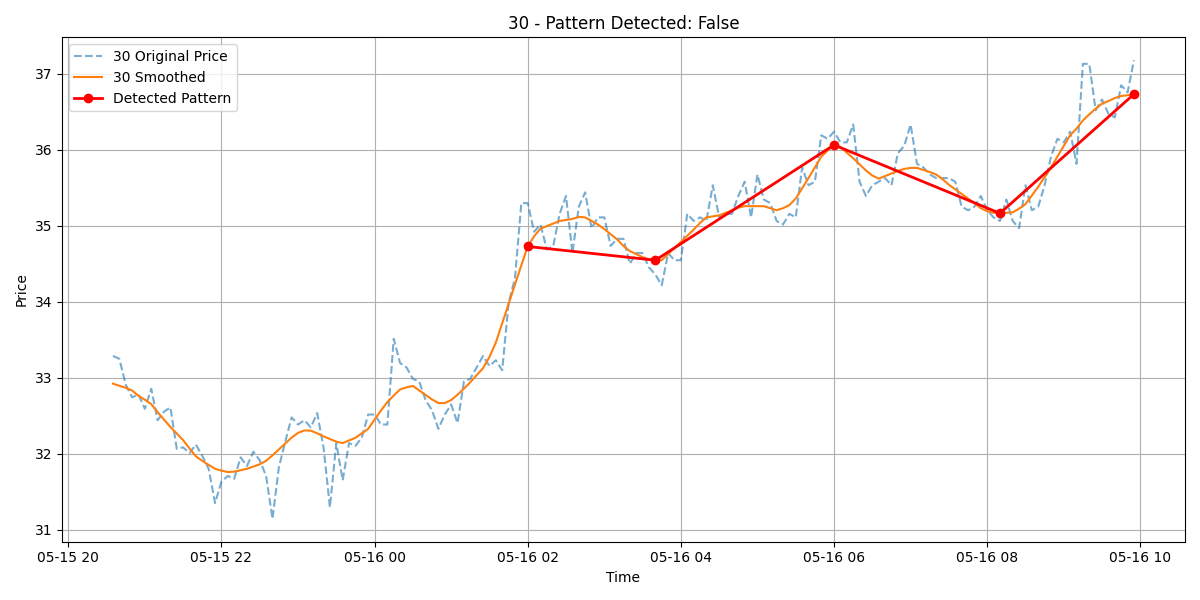 30 - Pattern Detected: False
30 Original Price
30 Smoothed
Detected Pattern
Price
37
36
35
34
33
32
31
05-15 20 05-15 22 05-16 00 05-16 02 05-16 04 05-16 06 05-16 08 05-16 10
Time